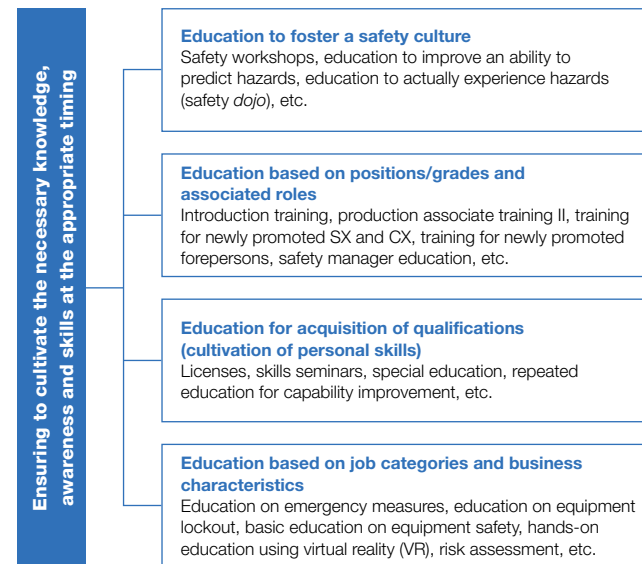 Ensuring to cultivate the necessary knowledge,
awareness and skills at the appropriate timing
Education to foster a safety culture
Safety workshops, education to improve an ability to
predict hazards, education to actually experience hazards
(safety dojo), etc.
Education based on positions/grades and
associated roles
Introduction training, production associate training II, training
for newly promoted SX and CX, training for newly promoted
forepersons, safety manager education, etc.
Education for acquisition of qualifications
(cultivation of personal skills)
Licenses, skills seminars, special education, repeated
education for capability improvement, etc.
Education based on job categories and business
characteristics
Education on emergency measures, education on equipment
lockout, basic education on equipment safety, hands-on
education using virtual reality (VR), risk assessment, etc.